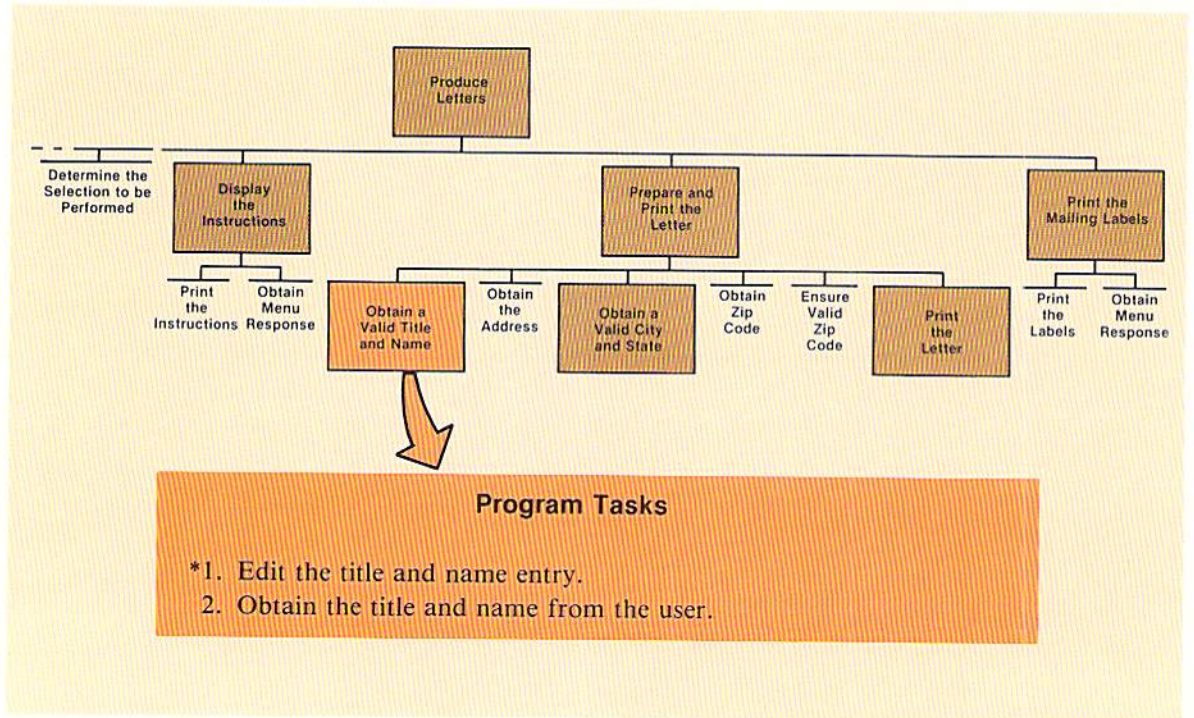 Produce
Letters
Determine the
Selection to be
Performed
Display
the
Instructions
Prepare and
Print the
Letter
Print the
Mailing Labels
Print
the
Instructions
Obtain
Menu
Response
Obtain a
Valid Title
and Name
Obtain
the
Address
Obtain a
Valid City
and State
Obtain
Zip
Code
Ensure
Valid
Zip
Code
Print
the
Letter
Print
the
Labels
Obtain
Menu
Response
Program Tasks
*1. Edit the title and name entry.
2. Obtain the title and name from the user.